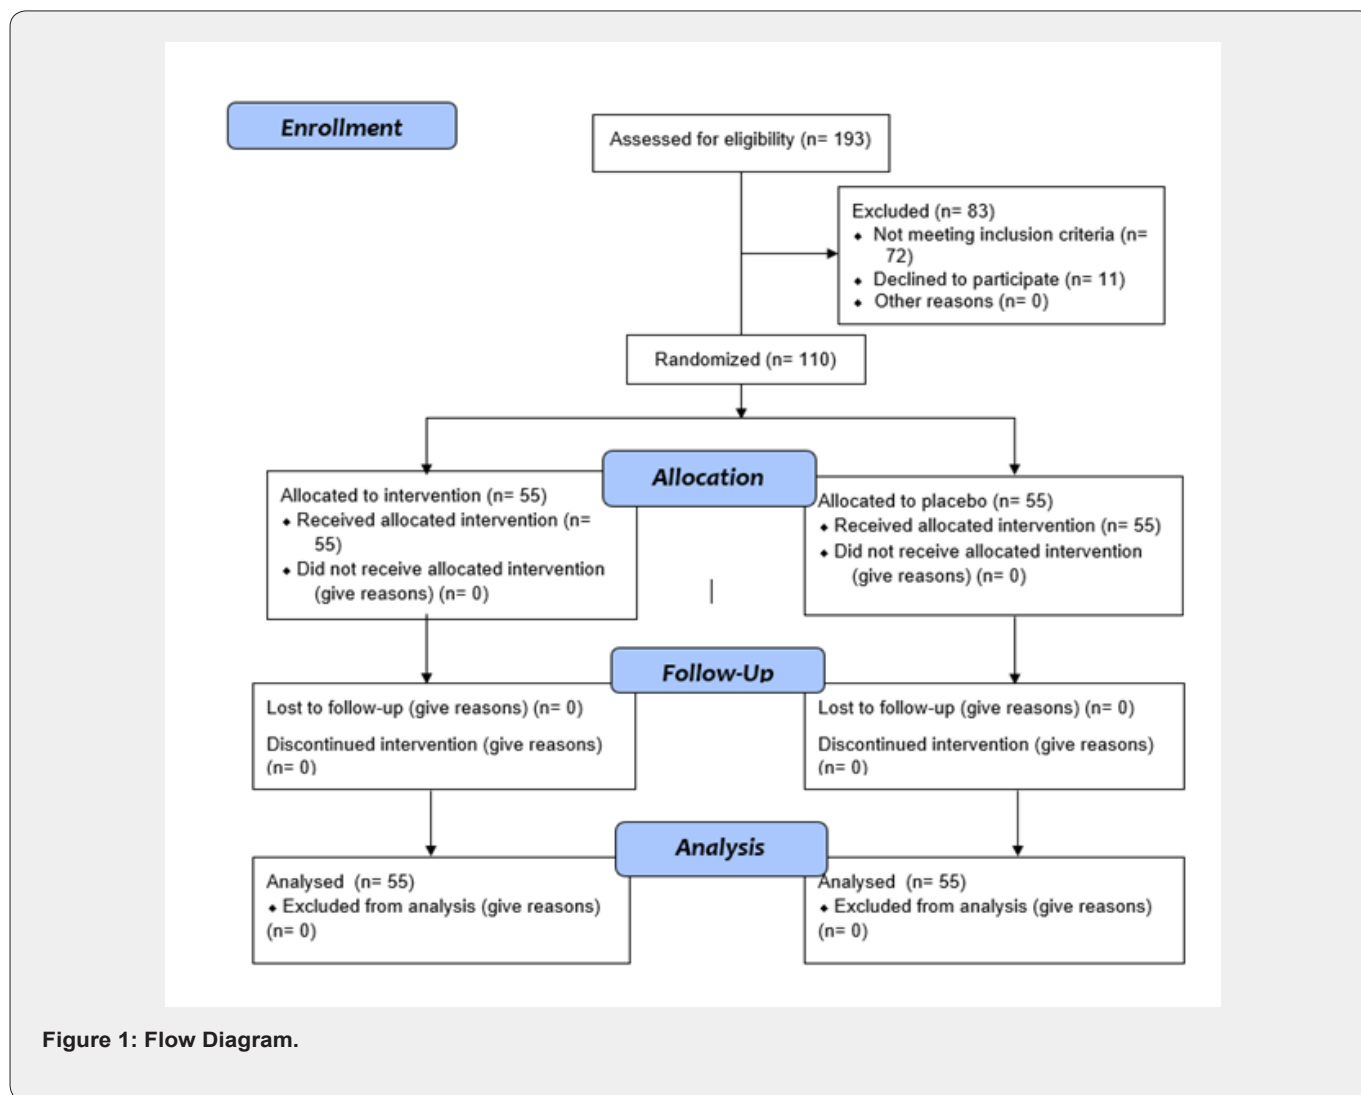 Enrollment
Assessed for eligibility (n= 193)
Excluded (n= 83)
◆ Not meeting inclusion criteria (n=
72)
◆ Declined to participate (n= 11)
◆ Other reasons (n= 0)
Randomized (n= 110)
Allocation
Allocated to intervention (n= 55)
◆ Received allocated intervention (n=
55)
◆ Did not receive allocated intervention
(give reasons) (n= 0)
Allocated to placebo (n= 55)
◆ Received allocated intervention (n= 55)
◆ Did not receive allocated intervention
(give reasons) (n= 0)
Follow-Up
Lost to follow-up (give reasons) (n= 0)
Discontinued intervention (give reasons)
(n= 0)
Lost to follow-up (give reasons) (n= 0)
Discontinued intervention (give reasons)
(n= 0)
Analysis
Analysed (n= 55)
◆ Excluded from analysis (give reasons)
(n= 0)
Analysed (n= 55)
◆ Excluded from analysis (give reasons)
(n= 0)
Figure 1: Flow Diagram.